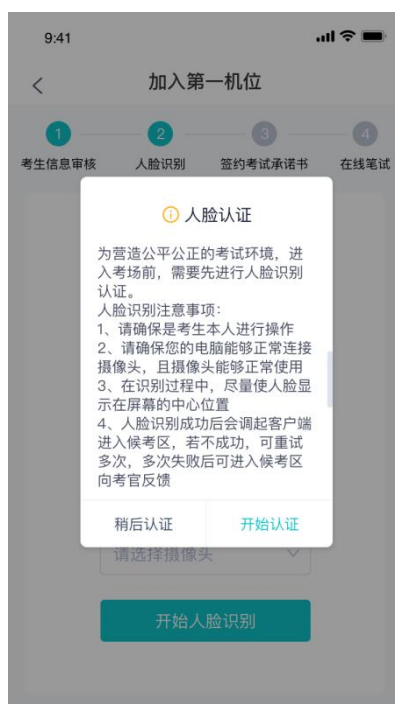 9:41
加入第一机位
1 2 3 4
考生信息审核 人脸识别 签约考试承诺书 在线笔试
人脸认证
为营造公平公正的考试环境，进
入考场前，需要先进行人脸识别
认证。
人脸识别注意事项：
1、请确保是考生本人进行操作
2、请确保您的电脑能够正常连接
摄像头，且摄像头能够正常使用
3、在识别过程中，尽量使人脸显
示在屏幕的中心位置
4、人脸识别成功后会调起客户端
进入候考区，若不成功，可重试
多次，多次失败后可进入候考区
向考官反馈
稍后认证 开始认证
请选择摄像头
开始人脸识别